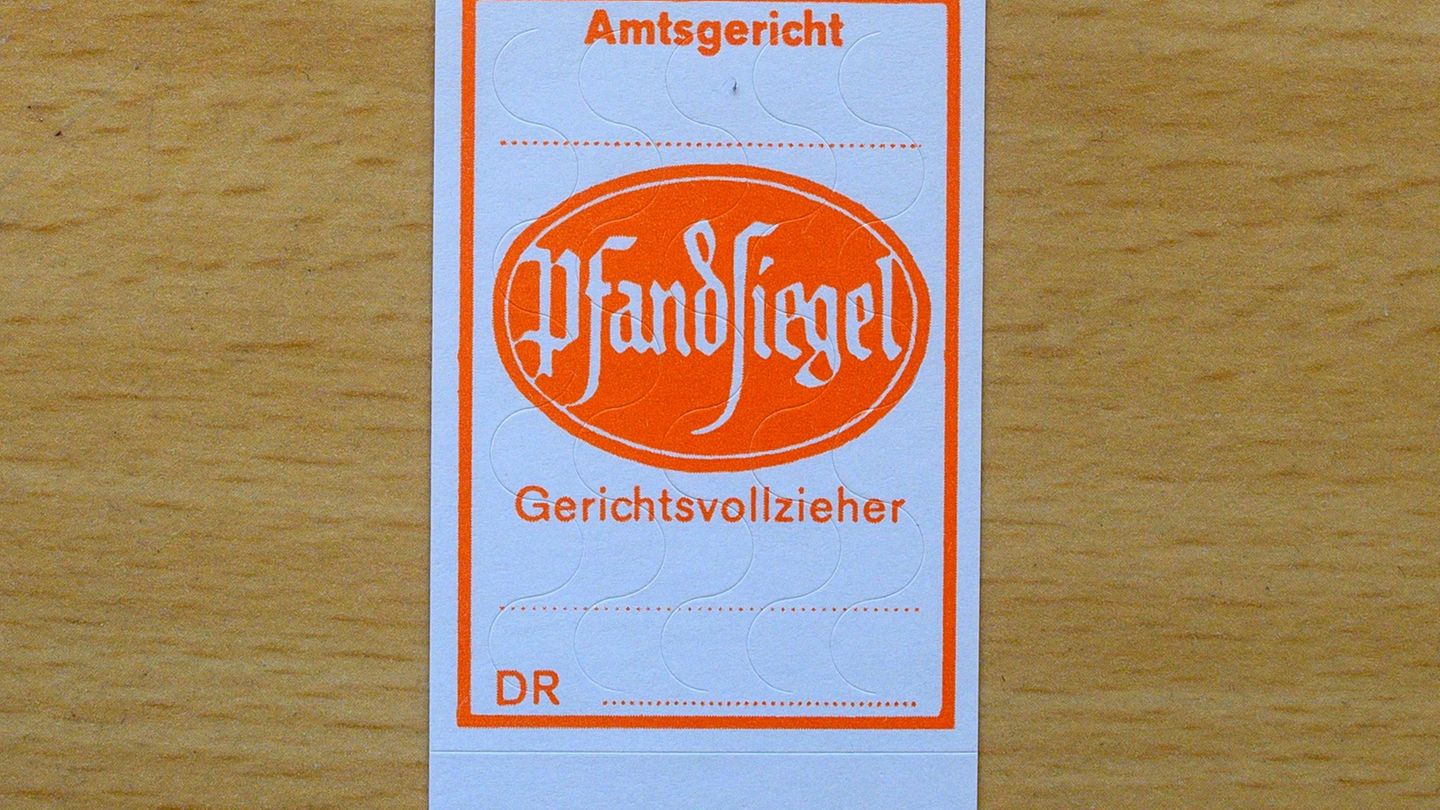 Amtsgericht
Pfandſiegel
Gerichtsvollzieher
DR